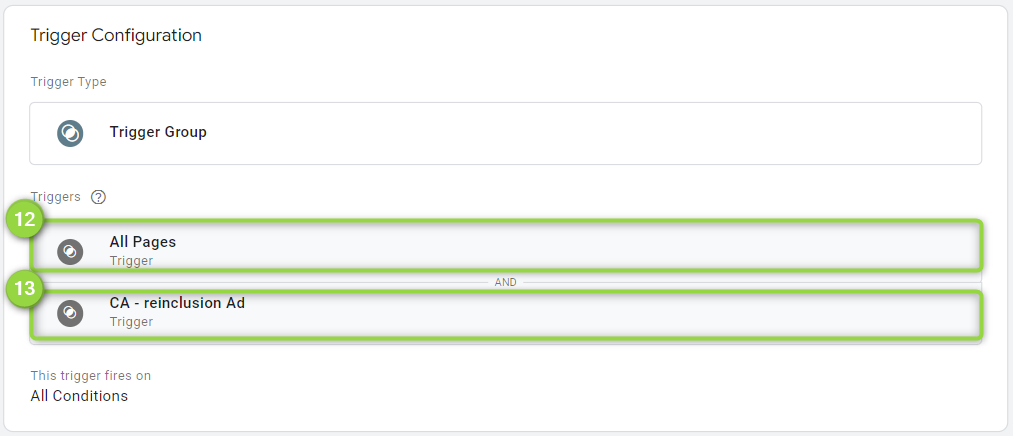 Trigger Configuration
Trigger Type
Trigger Group
Triggers ?
12
All Pages
Trigger
AND
13
CA - reinclusion Ad
Trigger
This trigger fires on
All Conditions